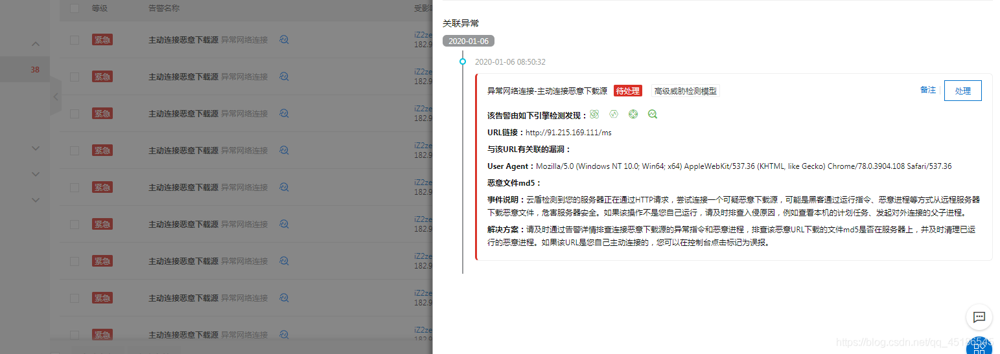 等级 告警名称 受影
紧急 主动连接恶意下载源 异常网络连接 iZ2ze
182.9
38
紧急 主动连接恶意下载源 异常网络连接 iZ2ze
182.9
紧急 主动连接恶意下载源 异常网络连接 iZ2ze
182.9
紧急 主动连接恶意下载源 异常网络连接 iZ2ze
182.9
紧急 主动连接恶意下载源 异常网络连接 iZ2ze
182.9
紧急 主动连接恶意下载源 异常网络连接 iZ2ze
182.9
紧急 主动连接恶意下载源 异常网络连接 iZ2ze
182.9
紧急 主动连接恶意下载源 异常网络连接 iZ2ze
182.9
紧急 主动连接恶意下载源 异常网络连接 iZ2ze
182.9
关联异常
2020-01-06
2020-01-06 08:50:32
异常网络连接-主动连接恶意下载源 待处理 高级威胁检测模型 备注 处理
该告警由如下引擎检测发现：
URL链接：http://91.215.169.111/ms
与该URL有关联的漏洞：
User Agent：Mozilla/5.0 (Windows NT 10.0; Win64; x64) AppleWebKit/537.36 (KHTML, like Gecko) Chrome/78.0.3904.108 Safari/537.36
恶意文件md5：
事件说明：云盾检测到您的服务器正在通过HTTP请求，尝试连接一个可疑恶意下载源，可能是黑客通过运行指令、恶意进程等方式从远程服务器
下载恶意文件，危害服务器安全。如果该操作不是您自己运行，请及时排查入侵原因，例如查看本机的计划任务、发起对外连接的父子进程。
解决方案：请及时通过告警详情排查连接恶意下载源的异常指令和恶意进程，排查该恶意URL下载的文件md5是否在服务器上，并及时清理已运
行的恶意进程。如果该URL是您自己主动连接的，您可以在控制台点击标记为误报。
https://blog.csdn.net/qq_45186545